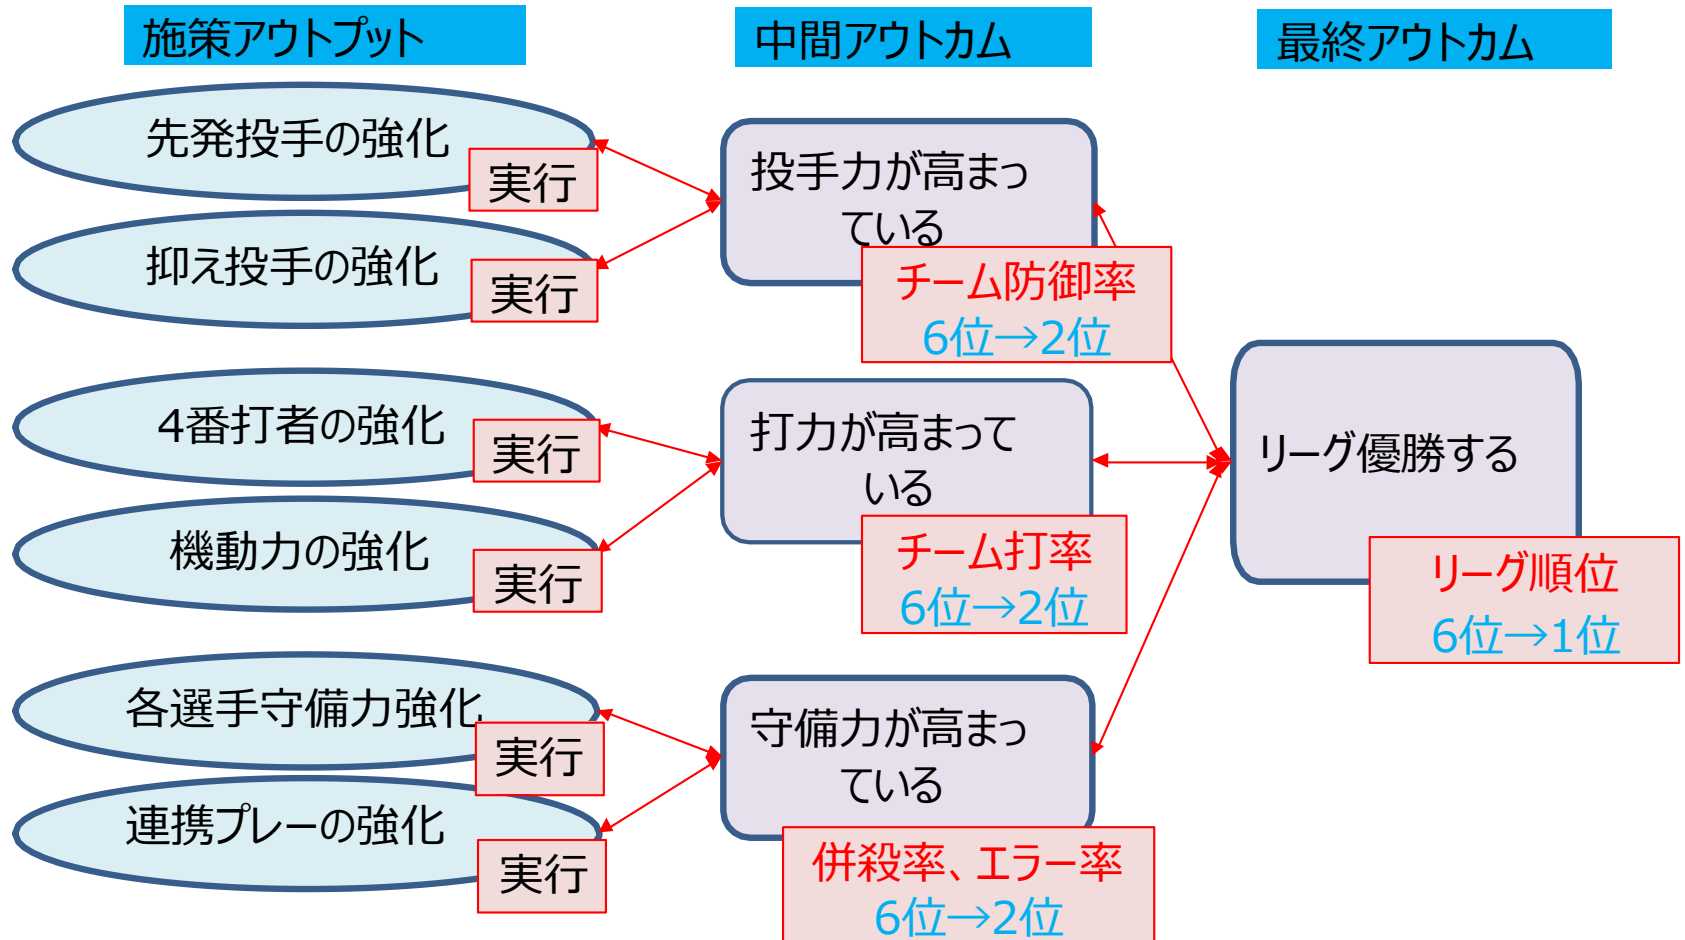 施策アウトプット
中間アウトカム
最終アウトカム
先発投手の強化
実行
抑え投手の強化
実行
4番打者の強化
実行
機動力の強化
実行
各選手守備力強化
実行
連携プレーの強化
実行
投手力が高まっ
ている
チーム防御率
6位→2位
打力が高まって
いる
チーム打率
6位→2位
守備力が高まっ
ている
併殺率、エラー率
6位→2位
リーグ優勝する
リーグ順位
6位→1位